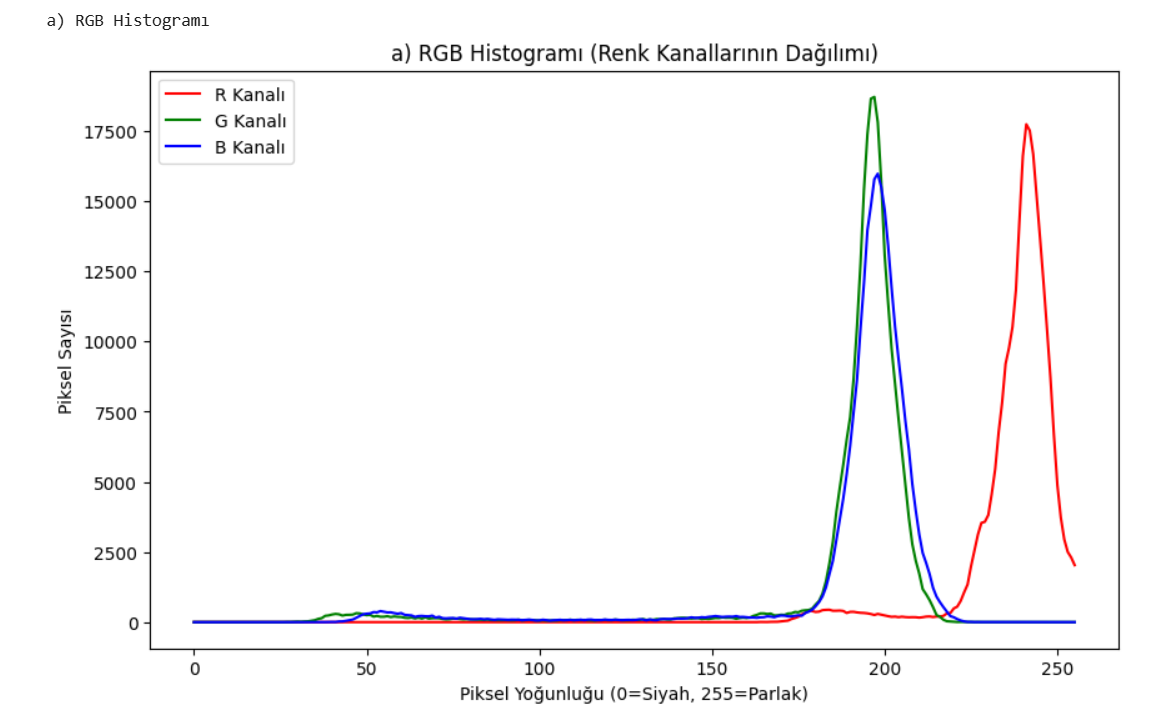 a) RGB Histogramı
a) RGB Histogramı (Renk Kanallarının Dağılımı)
R Kanalı
G Kanalı
B Kanalı
Piksel Sayısı
17500
15000
12500
10000
7500
5000
2500
0
0 50 100 150 200 250
Piksel Yoğunluğu (0=Siyah, 255=Parlak)